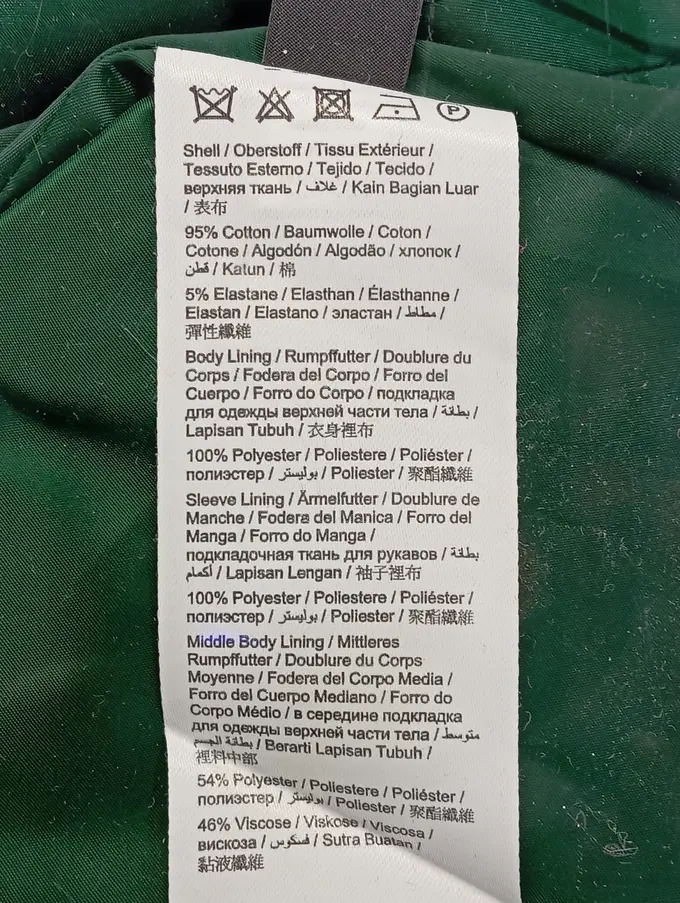 P
Shell / Oberstoff / Tissu Extérieur /
Tessuto Esterno / Tejido / Tecido /
верхняя ткань / غلاف / Kain Bagian Luar
/ 表布
95% Cotton / Baumwolle / Coton /
Cotone / Algodón / Algodão / хлопок /
قطن / Katun / 棉
5% Elastane / Elasthan / Élasthanne /
Elastan / Elastano / эластан / مطاط /
彈性纖維
Body Lining / Rumpffutter / Doublure du
Corps / Fodera del Corpo / Forro del
Cuerpo / Forro do Corpo / подкладка
для одежды верхней части тела / بطانة /
Lapisan Tubuh / 衣身裡布
100% Polyester / Poliestere / Poliéster /
полиэстер / بوليستر / Poliester / 聚酯纖維
Sleeve Lining / Ärmelfutter / Doublure de
Manche / Fodera del Manica / Forro del
Manga / Forro do Manga /
подкладочная ткань для рукавов / بطانة
أكمام / Lapisan Lengan / 袖子裡布
100% Polyester / Poliestere / Poliéster /
полиэстер / بوليستر / Poliester / 聚酯纖維
Middle Body Lining / Mittleres
Rumpffutter / Doublure du Corps
Moyenne / Fodera del Corpo Media /
Forro del Cuerpo Mediano / Forro do
Corpo Médio / в середине подкладка
для одежды верхней части тела / متوسط
بطانة الجسم / Berarti Lapisan Tubuh /
裡料中部
54% Polyester / Poliestere / Poliéster /
полиэстер / بوليستر / Poliester / 聚酯纖維
46% Viscose / Viskose / Viscosa /
вискоза / فسكوس / Sutra Buatan /
黏液纖維